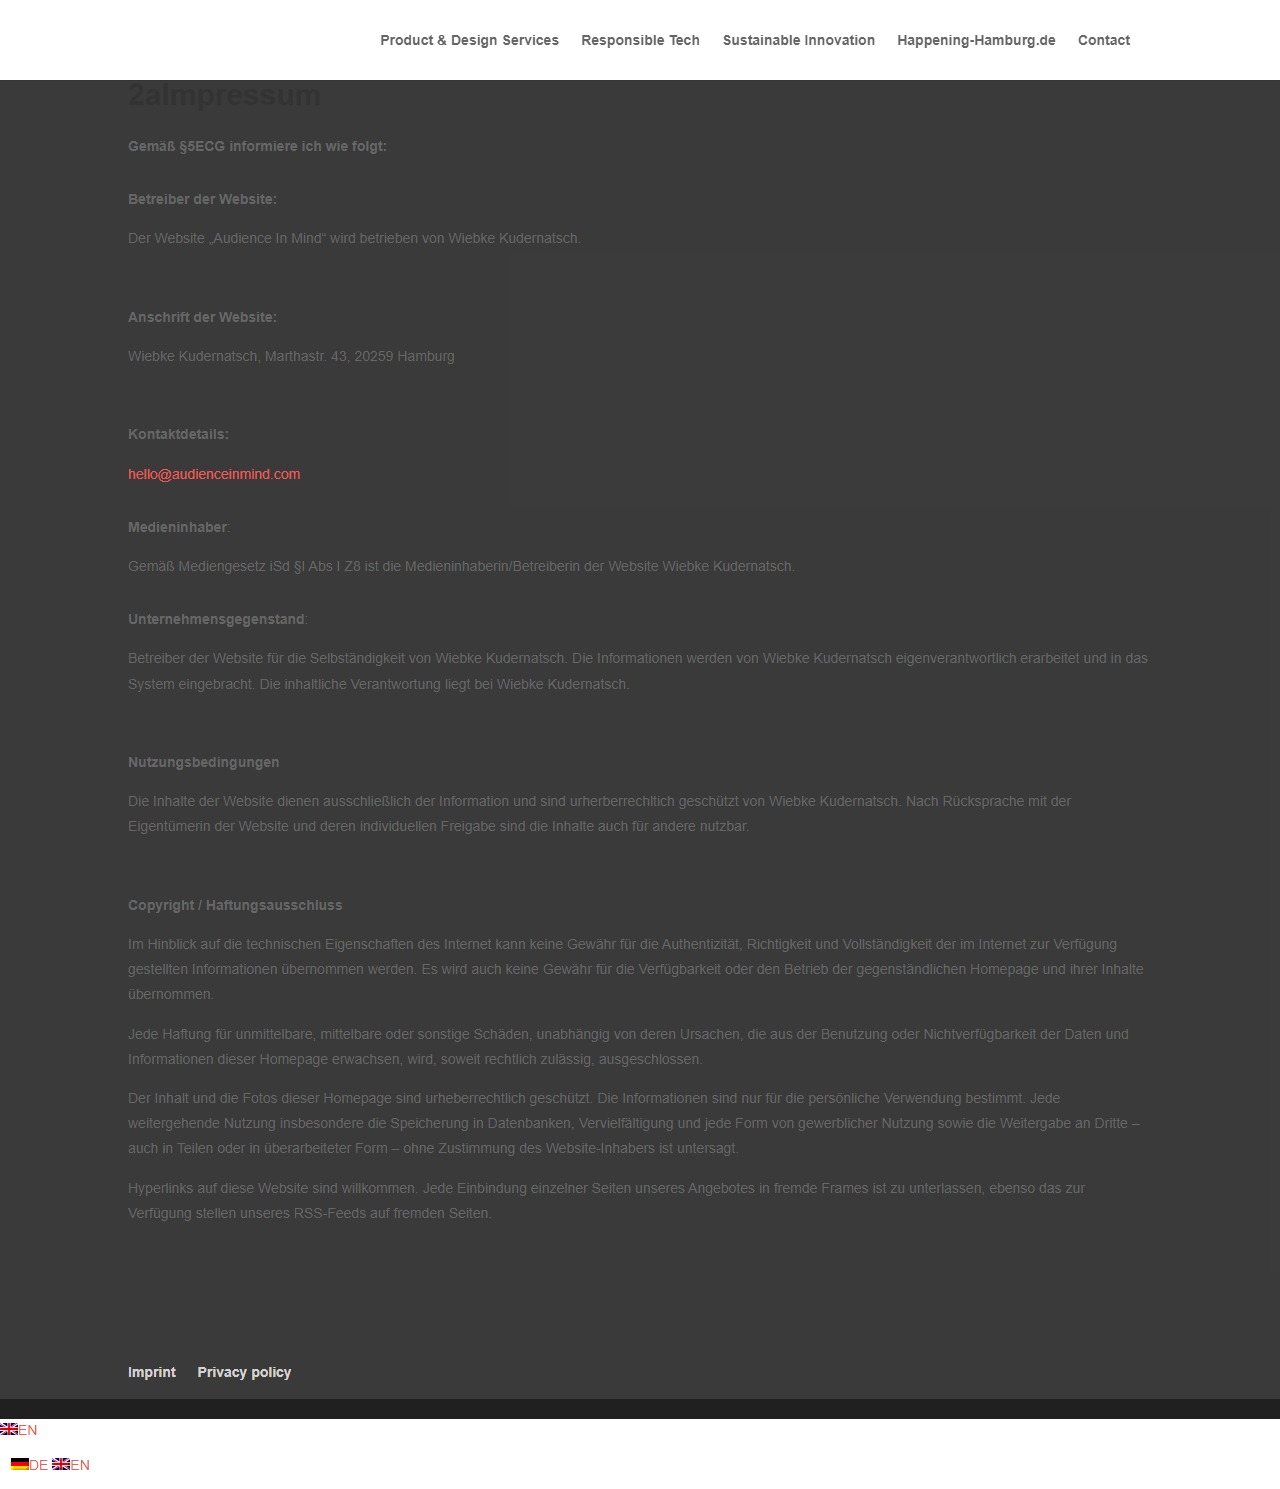 Product & Design Services Responsible Tech Sustainable Innovation Happening-Hamburg.de Contact
2aImpressum
Gemäß §5ECG informiere ich wie folgt:
Betreiber der Website:
Der Website „Audience In Mind“ wird betrieben von Wiebke Kudernatsch.
Anschrift der Website:
Wiebke Kudernatsch, Marthastr. 43, 20259 Hamburg
Kontaktdetails:
hello@audienceinmind.com
Medieninhaber:
Gemäß Mediengesetz iSd §I Abs I Z8 ist die Medieninhaberin/Betreiberin der Website Wiebke Kudernatsch.
Unternehmensgegenstand:
Betreiber der Website für die Selbständigkeit von Wiebke Kudernatsch. Die Informationen werden von Wiebke Kudernatsch eigenverantwortlich erarbeitet und in das
System eingebracht. Die inhaltliche Verantwortung liegt bei Wiebke Kudernatsch.
Nutzungsbedingungen
Die Inhalte der Website dienen ausschließlich der Information und sind urherberrechltich geschützt von Wiebke Kudernatsch. Nach Rücksprache mit der
Eigentümerin der Website und deren individuellen Freigabe sind die Inhalte auch für andere nutzbar.
Copyright / Haftungsausschluss
Im Hinblick auf die technischen Eigenschaften des Internet kann keine Gewähr für die Authentizität, Richtigkeit und Vollständigkeit der im Internet zur Verfügung
gestellten Informationen übernommen werden. Es wird auch keine Gewähr für die Verfügbarkeit oder den Betrieb der gegenständlichen Homepage und ihrer Inhalte
übernommen.
Jede Haftung für unmittelbare, mittelbare oder sonstige Schäden, unabhängig von deren Ursachen, die aus der Benutzung oder Nichtverfügbarkeit der Daten und
Informationen dieser Homepage erwachsen, wird, soweit rechtlich zulässig, ausgeschlossen.
Der Inhalt und die Fotos dieser Homepage sind urheberrechtlich geschützt. Die Informationen sind nur für die persönliche Verwendung bestimmt. Jede
weitergehende Nutzung insbesondere die Speicherung in Datenbanken, Vervielfältigung und jede Form von gewerblicher Nutzung sowie die Weitergabe an Dritte –
auch in Teilen oder in überarbeiteter Form – ohne Zustimmung des Website-Inhabers ist untersagt.
Hyperlinks auf diese Website sind willkommen. Jede Einbindung einzelner Seiten unseres Angebotes in fremde Frames ist zu unterlassen, ebenso das zur
Verfügung stellen unseres RSS-Feeds auf fremden Seiten.
Imprint Privacy policy
EN
DE EN